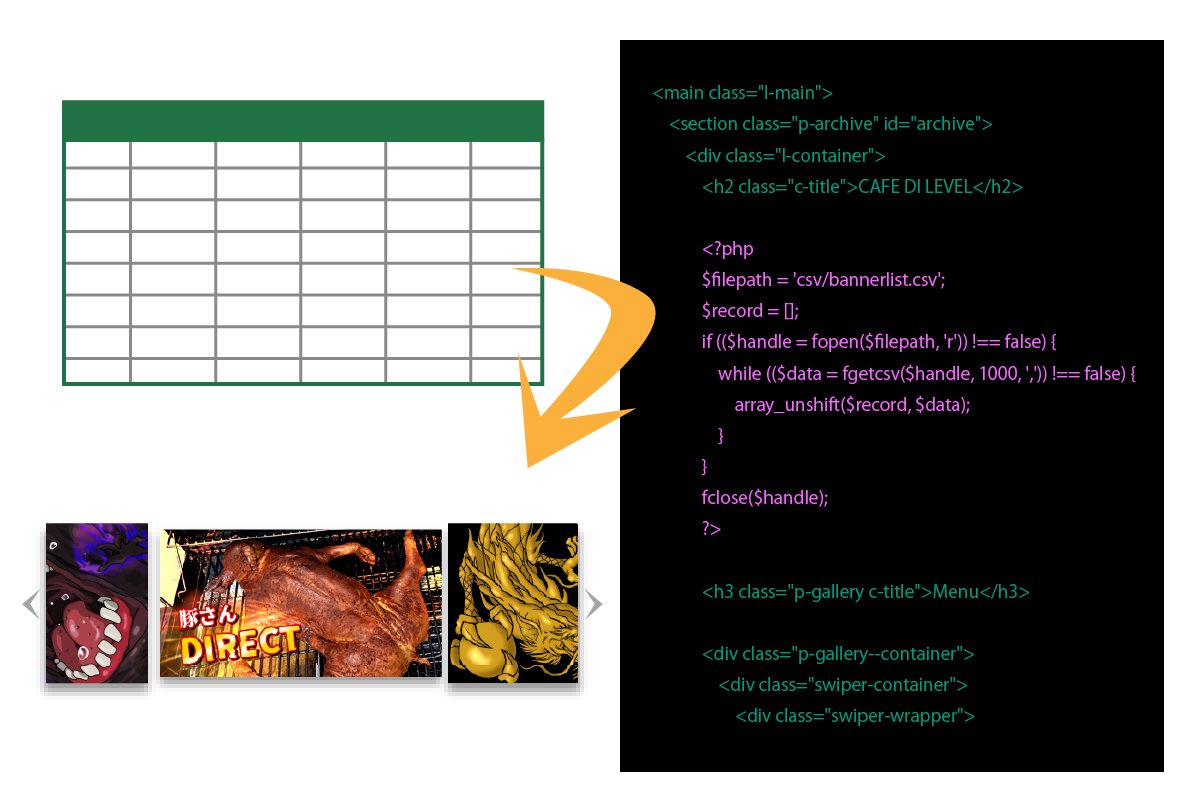 <main class="l-main">
<section class="p-archive" id="archive">
<div class="l-container">
<h2 class="c-title">CAFE DI LEVEL</h2>
<?php
$filepath = 'csv/bannerlist.csv';
$record = [];
if (($handle = fopen($filepath, 'r')) !== false) {
while (($data = fgetcsv($handle, 1000, ',')) !== false) {
array_unshift($record, $data);
}
}
fclose($handle);
?>
<h3 class="p-gallery c-title">Menu</h3>
<div class="p-gallery--container">
<div class="swiper-container">
<div class="swiper-wrapper">
豚さん
DIRECT